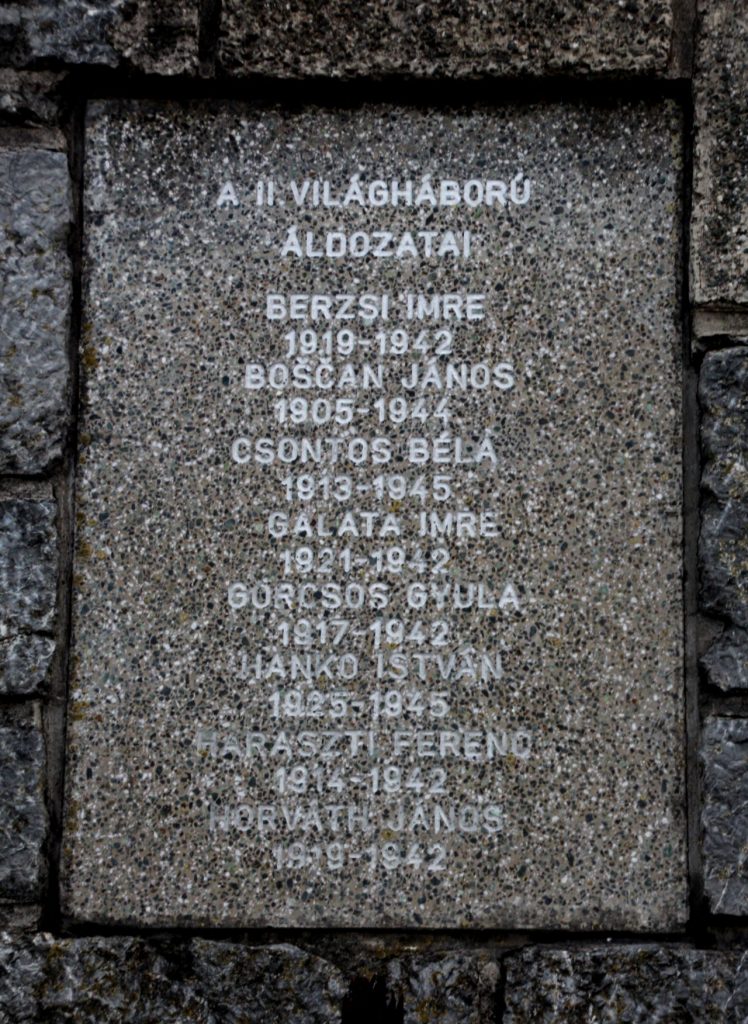 A II. VILÁGHÁBORÚ
ÁLDOZATAI
BERZSI IMRE
1919-1942
BOŠČAN JÁNOS
1905-1944
CSONTOS BÉLA
1913-1945
GALATA IMRE
1921-1942
GÖRCSÖS GYULA
1917-1942
HANKÓ ISTVÁN
1925-1945
HARASZTI FERENC
1914-1942
HORVÁTH JÁNOS
1919-1942